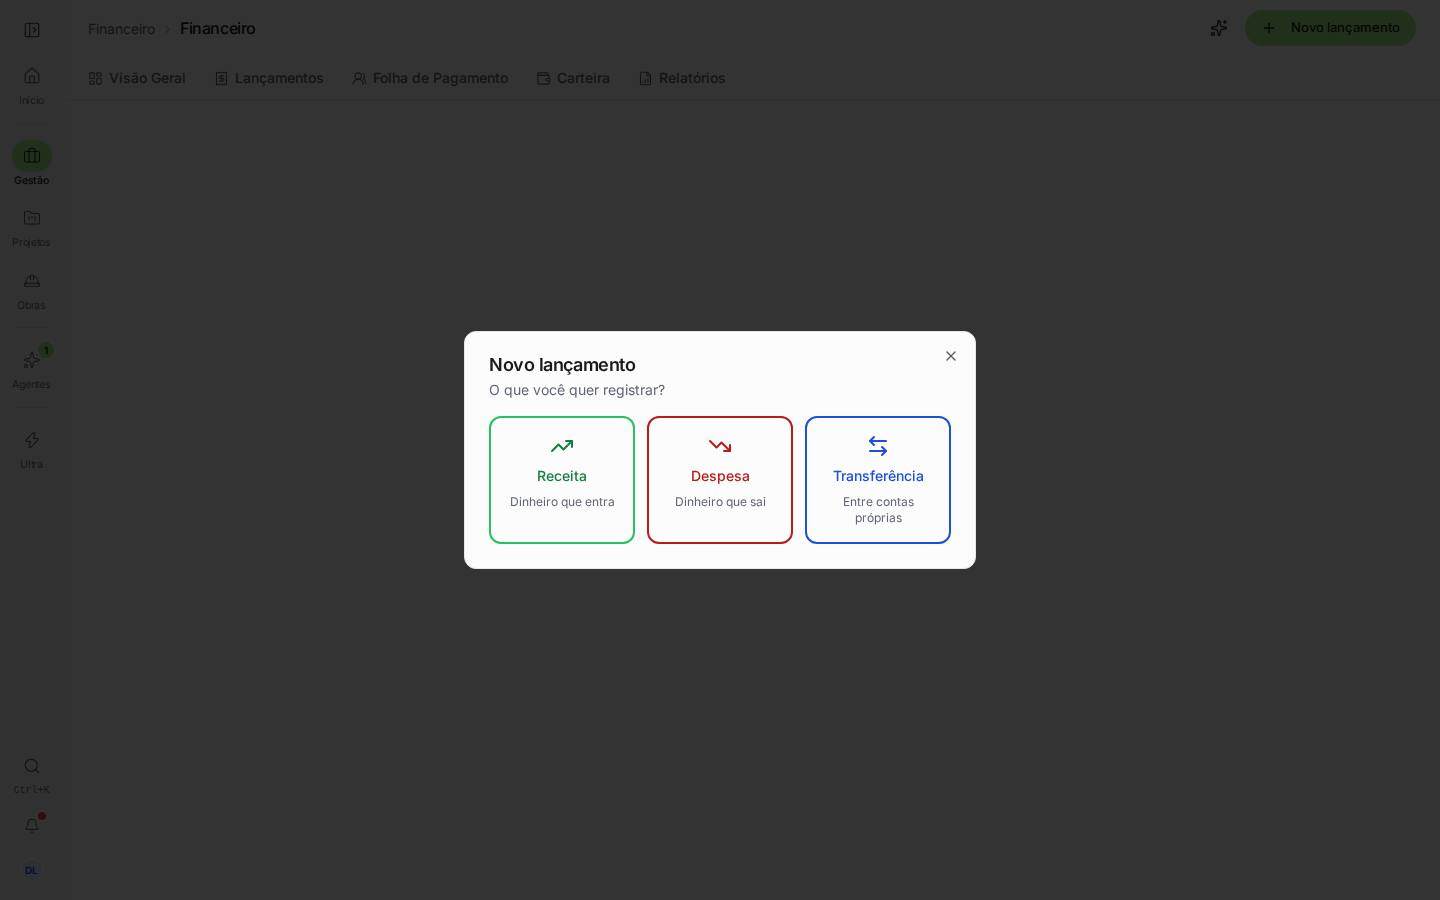 Financeiro
Financeiro
Novo lançamento
Visão Geral
Lançamentos
Folha de Pagamento
Carteira
Relatórios
Início
Gestão
Projetos
Obras
1
Agentes
Ultra
Novo lançamento
O que você quer registrar?
Receita
Dinheiro que entra
Despesa
Dinheiro que sai
Transferência
Entre contas
próprias
Ctrl+K
DL